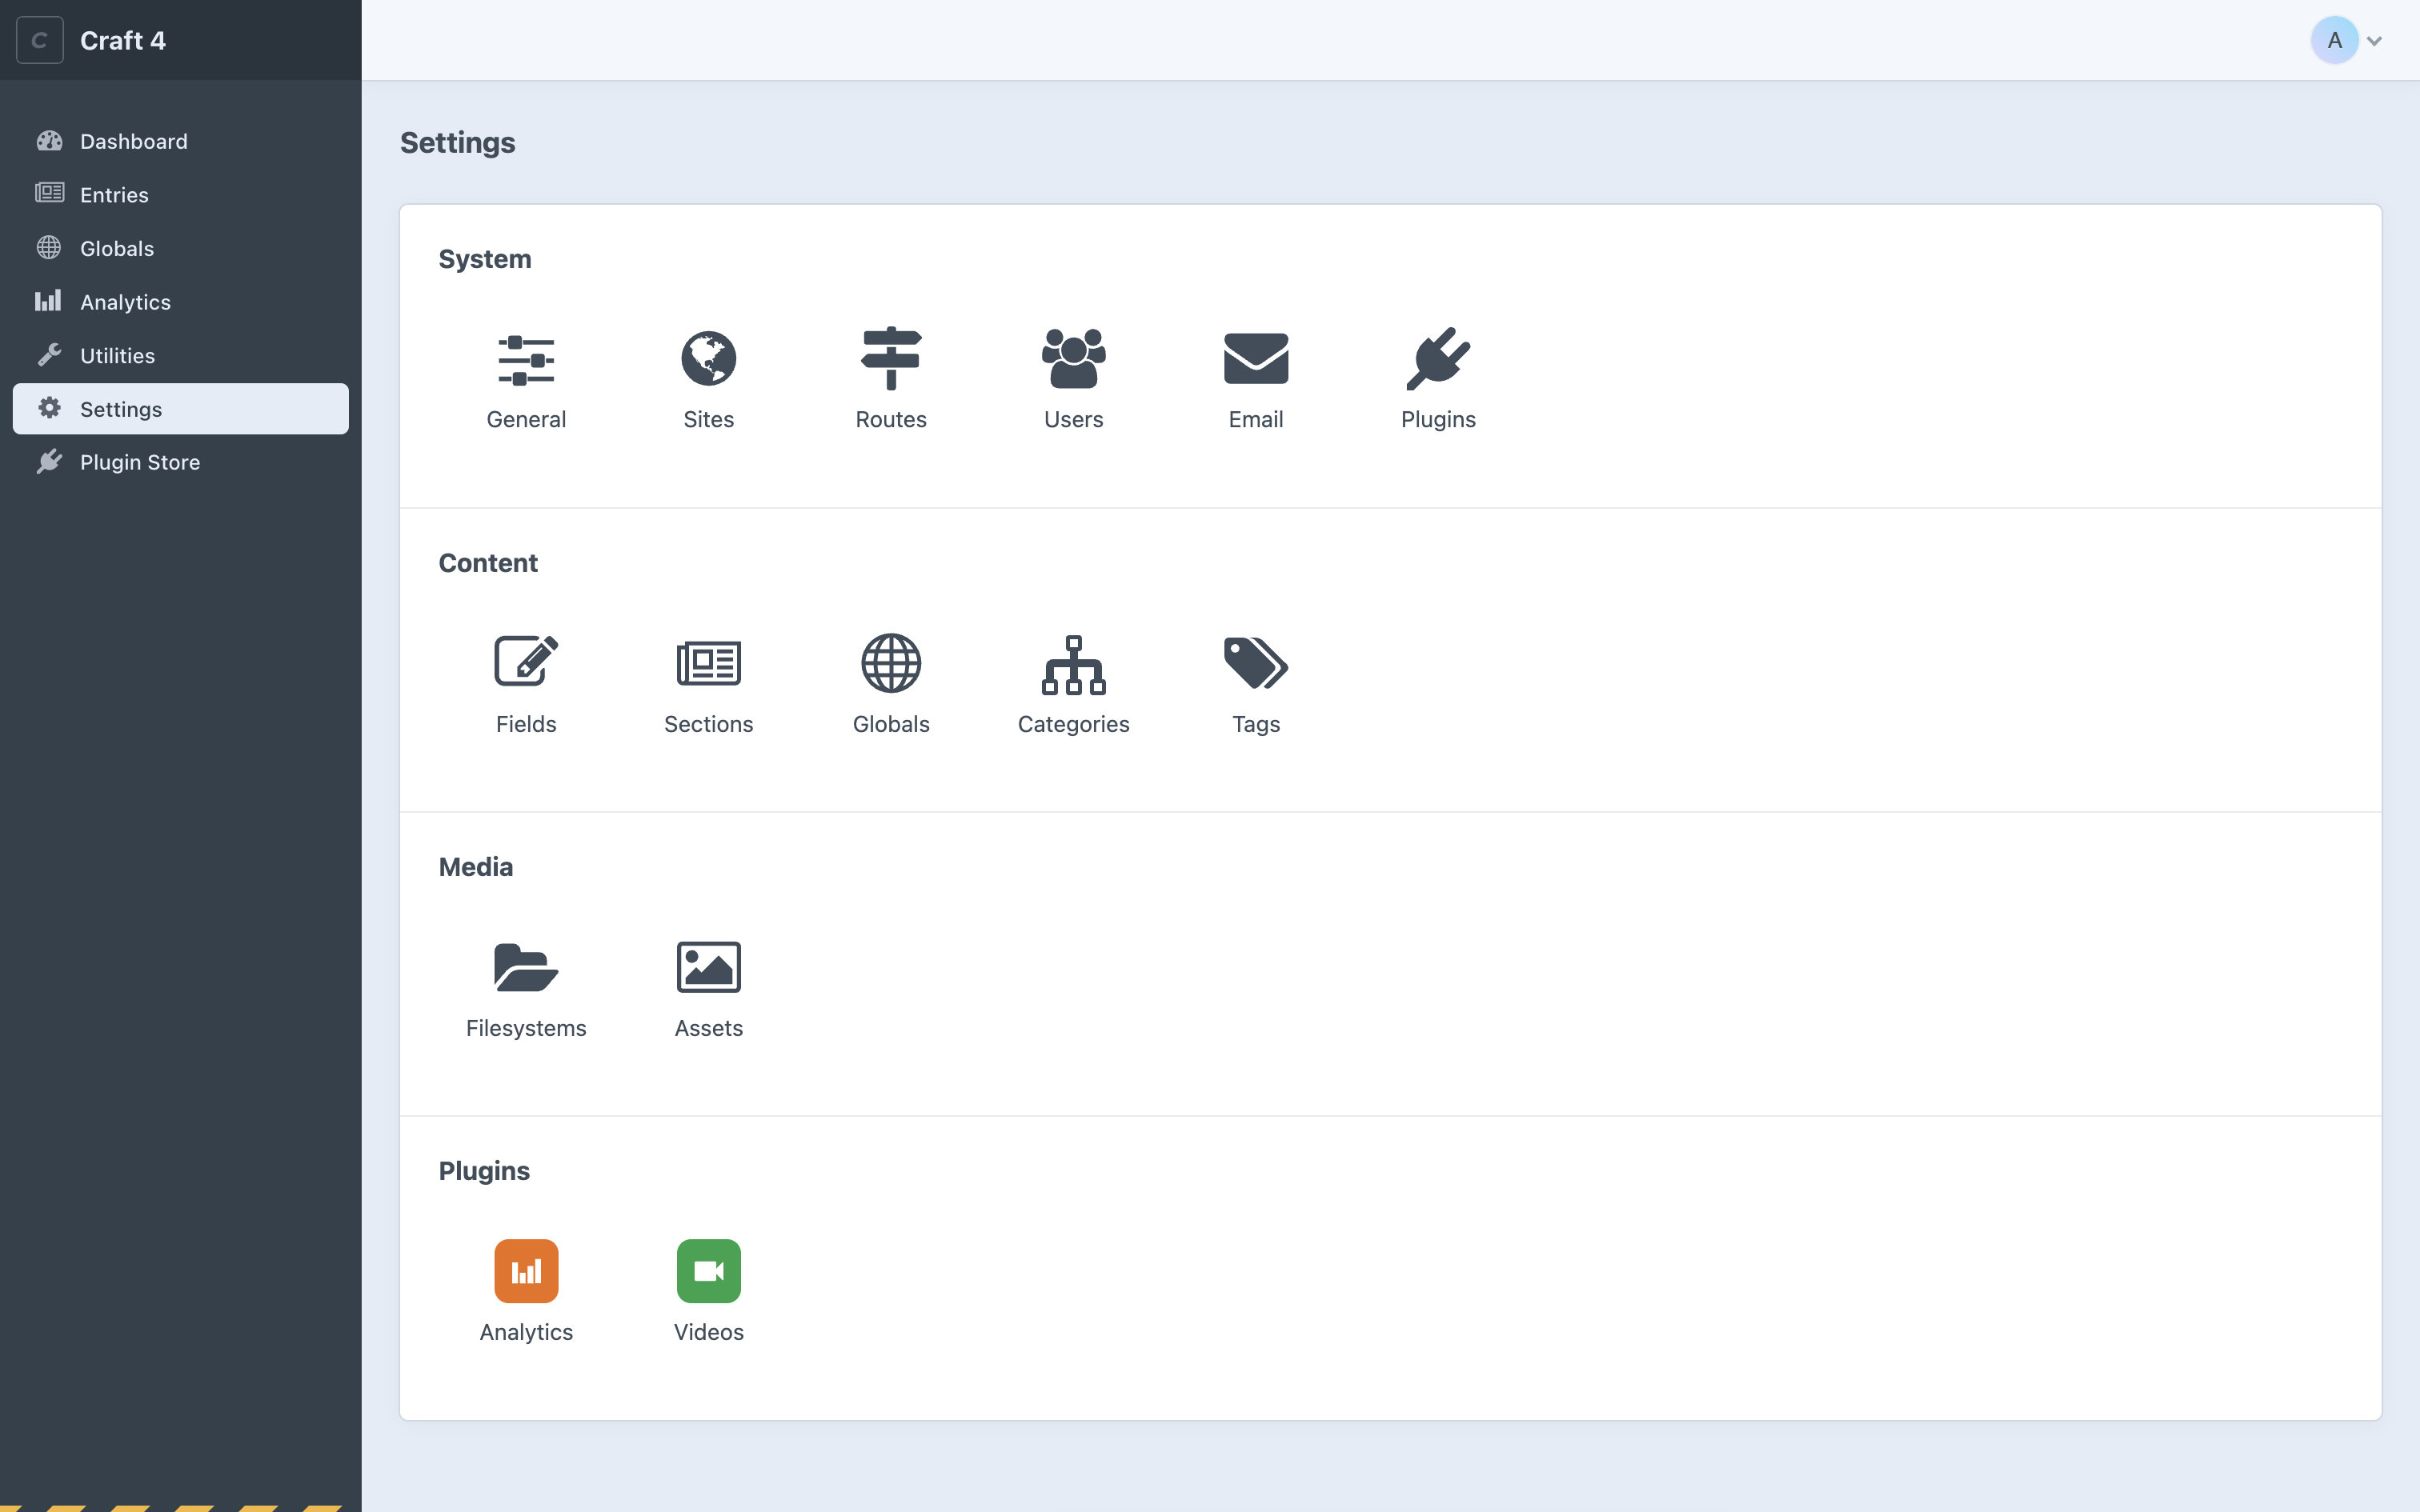 C
Craft 4
A
Dashboard
Entries
Globals
Analytics
Utilities
Settings
Plugin Store
Settings
System
General
Sites
Routes
Users
Email
Plugins
Content
Fields
Sections
Globals
Categories
Tags
Media
Filesystems
Assets
Plugins
Analytics
Videos